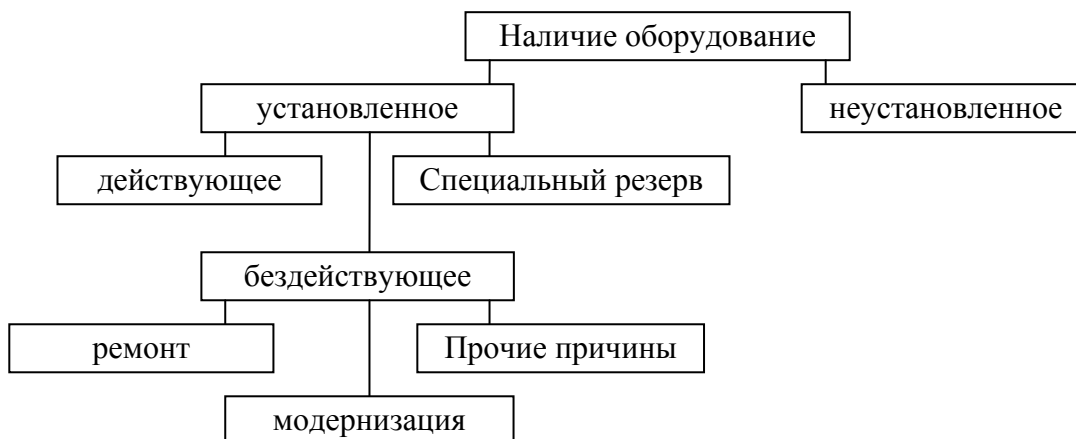 Наличие оборудование
установленное
неустановленное
действующее
Специальный резерв
бездействующее
ремонт
Прочие причины
модернизация